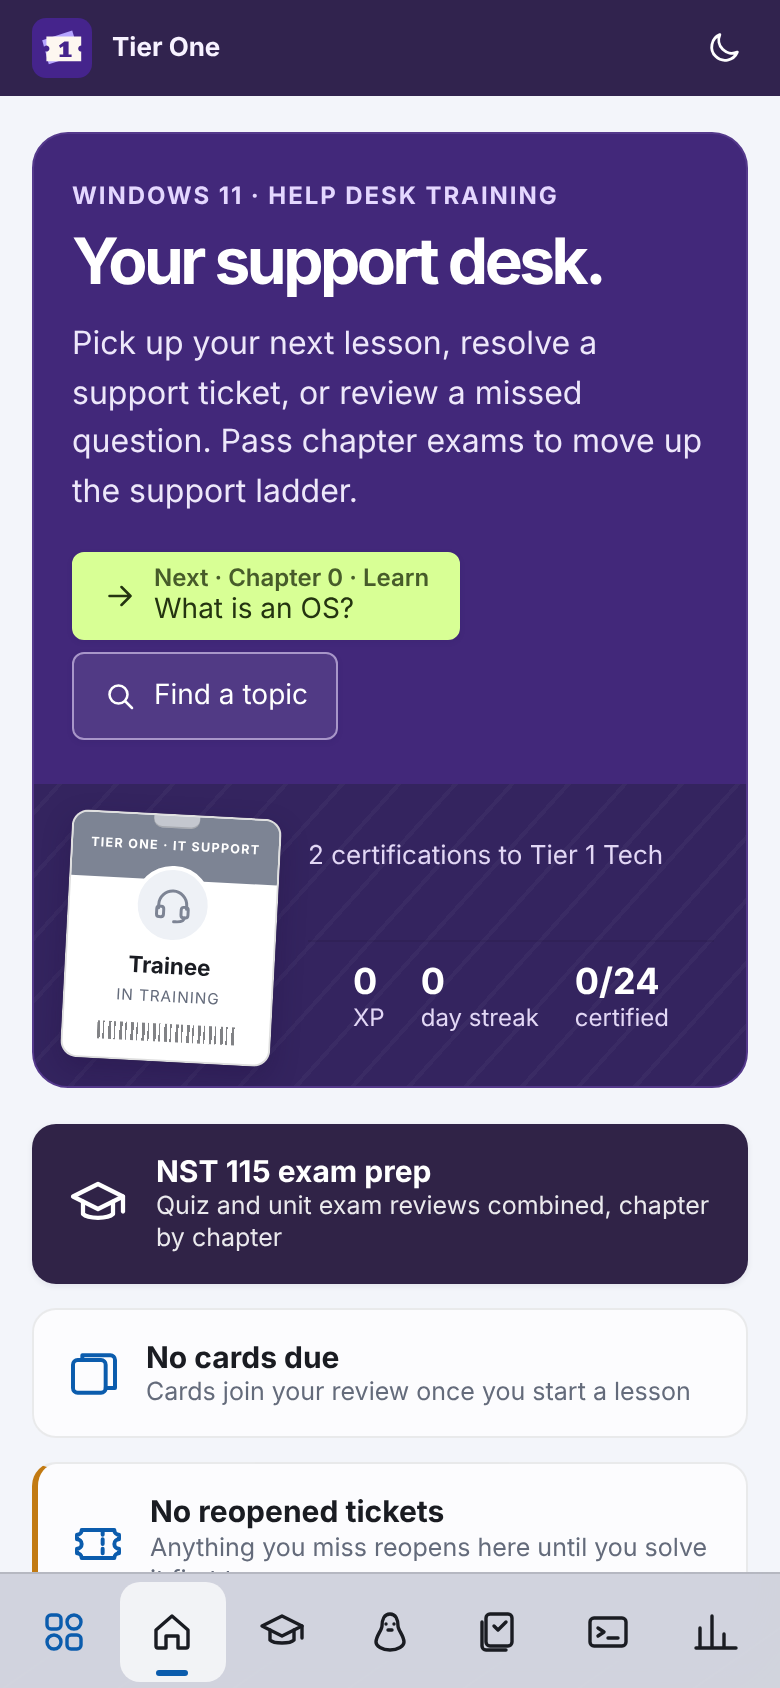 1
Tier One
WINDOWS 11 · HELP DESK TRAINING
Your support desk.
Pick up your next lesson, resolve a
support ticket, or review a missed
question. Pass chapter exams to move up
the support ladder.
Next · Chapter 0 · Learn
What is an OS?
Find a topic
TIER ONE · IT SUPPORT
Trainee
IN TRAINING
2 certifications to Tier 1 Tech
0 0 0/24
XP day streak certified
NST 115 exam prep
Quiz and unit exam reviews combined, chapter
by chapter
No cards due
Cards join your review once you start a lesson
No reopened tickets
Anything you miss reopens here until you solve